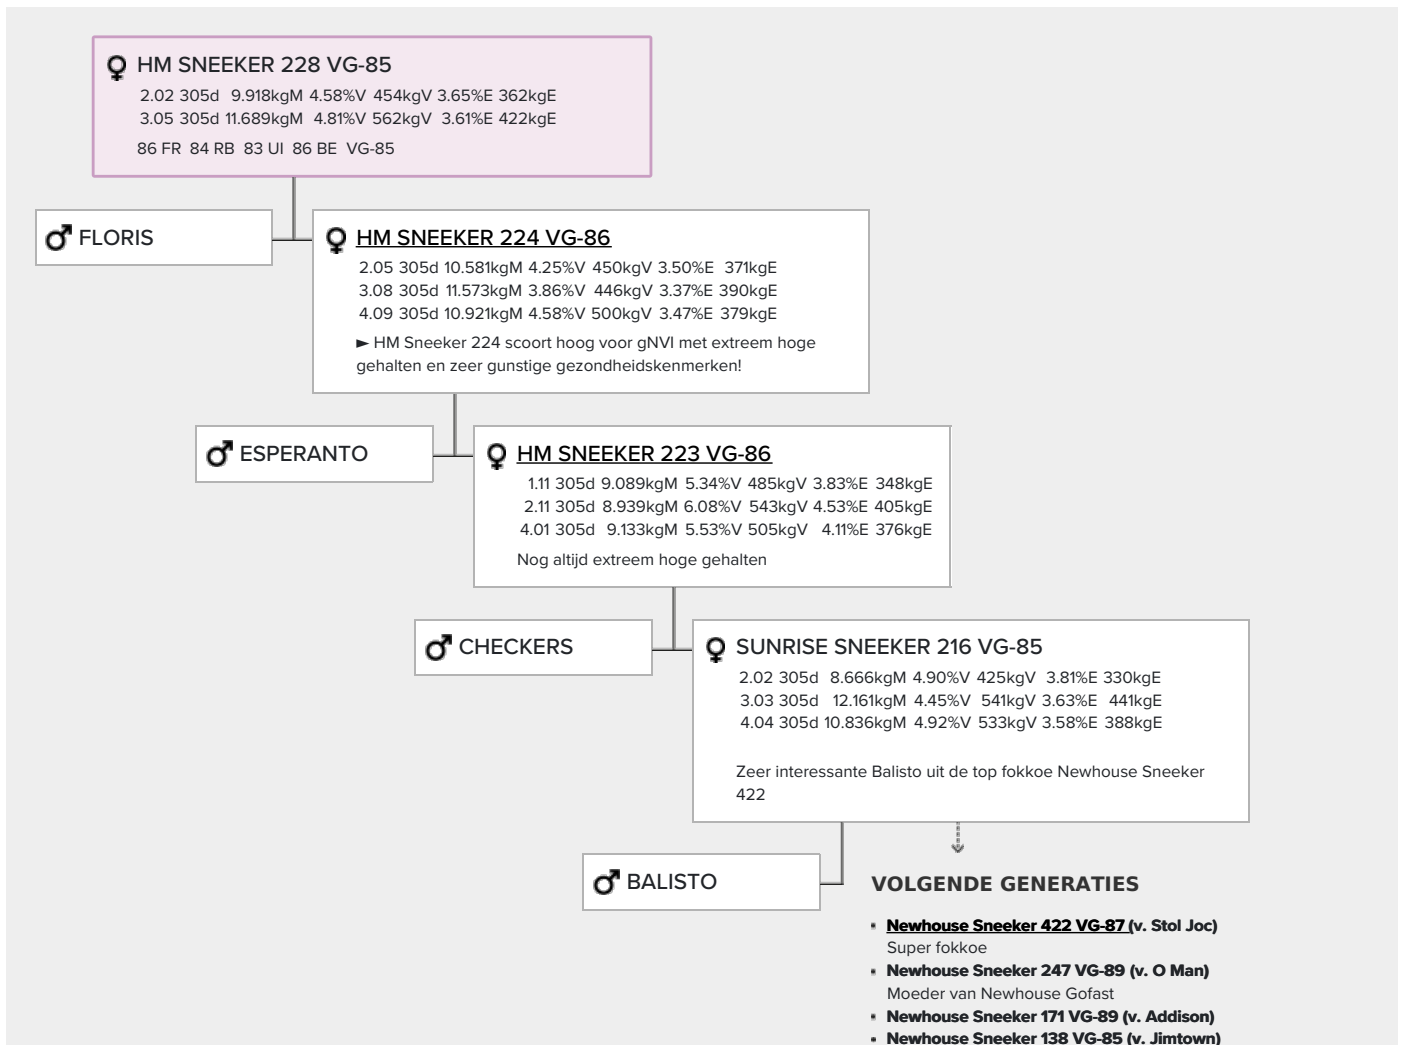 HM SNEEKER 228 VG-85
2.02 305d 9.918kgM 4.58%V 454kgV 3.65%E 362kgE
3.05 305d 11.689kgM 4.81%V 562kgV 3.61%E 422kgE
86 FR 84 RB 83 UI 86 BE VG-85
FLORIS
HM SNEEKER 224 VG-86
2.05 305d 10.581kgM 4.25%V 450kgV 3.50%E 371kgE
3.08 305d 11.573kgM 3.86%V 446kgV 3.37%E 390kgE
4.09 305d 10.921kgM 4.58%V 500kgV 3.47%E 379kgE
► HM Sneeker 224 scoort hoog voor gNVI met extreem hoge
gehalten en zeer gunstige gezondheidskenmerken!
ESPERANTO
HM SNEEKER 223 VG-86
1.11 305d 9.089kgM 5.34%V 485kgV 3.83%E 348kgE
2.11 305d 8.939kgM 6.08%V 543kgV 4.53%E 405kgE
4.01 305d 9.133kgM 5.53%V 505kgV 4.11%E 376kgE
Nog altijd extreem hoge gehalten
CHECKERS
SUNRISE SNEEKER 216 VG-85
2.02 305d 8.666kgM 4.90%V 425kgV 3.81%E 330kgE
3.03 305d 12.161kgM 4.45%V 541kgV 3.63%E 441kgE
4.04 305d 10.836kgM 4.92%V 533kgV 3.58%E 388kgE
Zeer interessante Balisto uit de top fokkoe Newhouse Sneeker
422
BALISTO
VOLGENDE GENERATIES
▪ Newhouse Sneeker 422 VG-87 (v. Stol Joc)
Super fokkoe
▪ Newhouse Sneeker 247 VG-89 (v. O Man)
Moeder van Newhouse Gofast
▪ Newhouse Sneeker 171 VG-89 (v. Addison)
▪ Newhouse Sneeker 138 VG-85 (v. Jimtown)